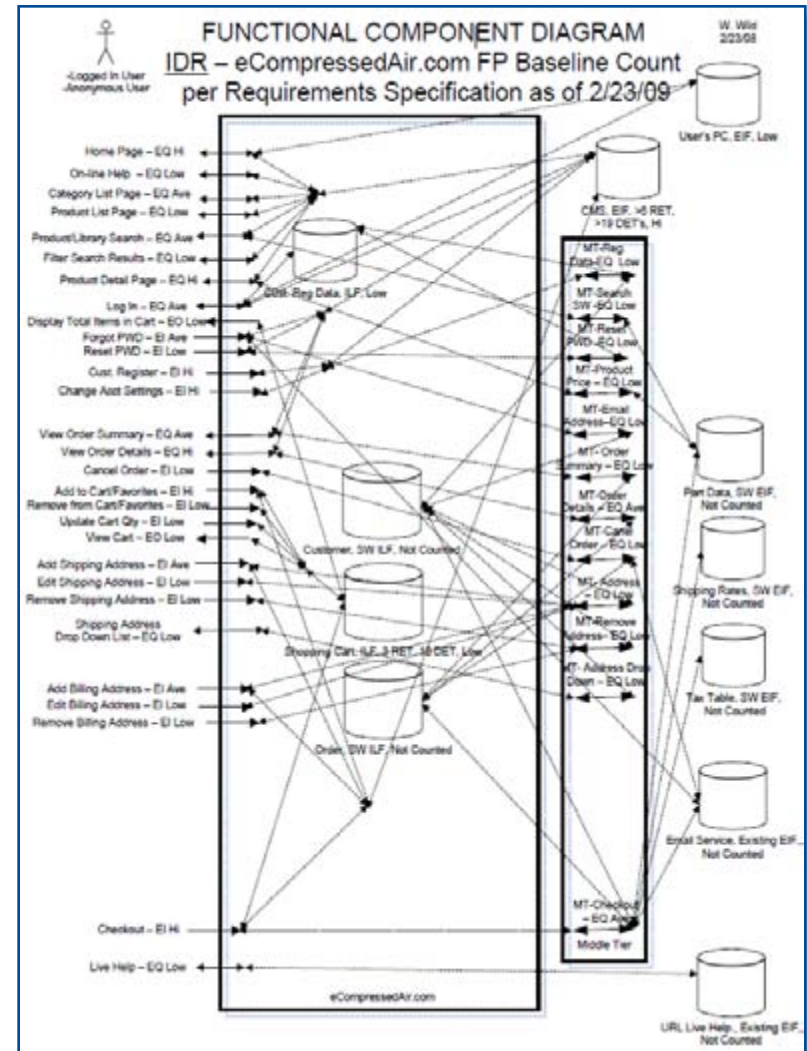 FUNCTIONAL COMPONENT DIAGRAM
IDR – eCompressedAir.com FP Baseline Count
per Requirements Specification as of 2/23/09
W. Wild
-Logged In User
-Anonymous User
User's PC, EIF, Low
CMS, EIF, >6 RET,
>19 DET's, Hi
Home Page – EQ Hi
On-line Help – EQ Low
Category List Page – EQ Ave
Product List Page – EQ Low
Product/Library Search – EQ Ave
Filter Search Results – EQ Low
Product Detail Page – EQ Hi
Log In – EQ Ave
Display Total Items in Cart – EO Low
Forgot PWD – EI Ave
Reset PWD – EI Low
Cust. Register – EI Hi
Change Acct Settings – EI Hi
View Order Summary – EQ Ave
View Order Details – EQ Hi
Cancel Order – EI Low
Add to Cart/Favorites – EI Hi
Remove from Cart/Favorites – EI Low
Update Cart Qty – EI Low
View Cart – EO Low
Add Shipping Address – EI Ave
Edit Shipping Address – EI Low
Remove Shipping Address – EI Low
Shipping Address
Drop Down List – EQ Low
Add Billing Address – EI Ave
Edit Billing Address – EI Low
Remove Billing Address – EI Low
Checkout – EI Hi
Live Help – EQ Low
Cust. Reg Data, ILF, Low
Customer, SW ILF, Not Counted
Shopping Cart, ILF, RET, DET, Low
Order, SW ILF, Not Counted
eCompressedAir.com
MT-Reg.
Data-EQ Low
MT-Search
SW -EQ Low
MT-Reset
PWD -EQ Low
MT-Product
Price – EQ Low
MT-Email
Address–EQ Low
MT- Order
Summary – EQ Low
MT-Order
Details – EQ Ave
Order – EQ Low
MT- Address
– EQ Low
MT-Remove
Address– EQ Low
MT- Address Drop
Down – EQ Low
MT-Checkout
– EQ Ave
Middle Tier
Part Data, SW EIF,
Not Counted
Shipping Rates, SW EIF,
Not Counted
Tax Table, SW EIF,
Not Counted
Email Service, Existing EIF,
Not Counted
URL Live Help., Existing EIF,
Not Counted